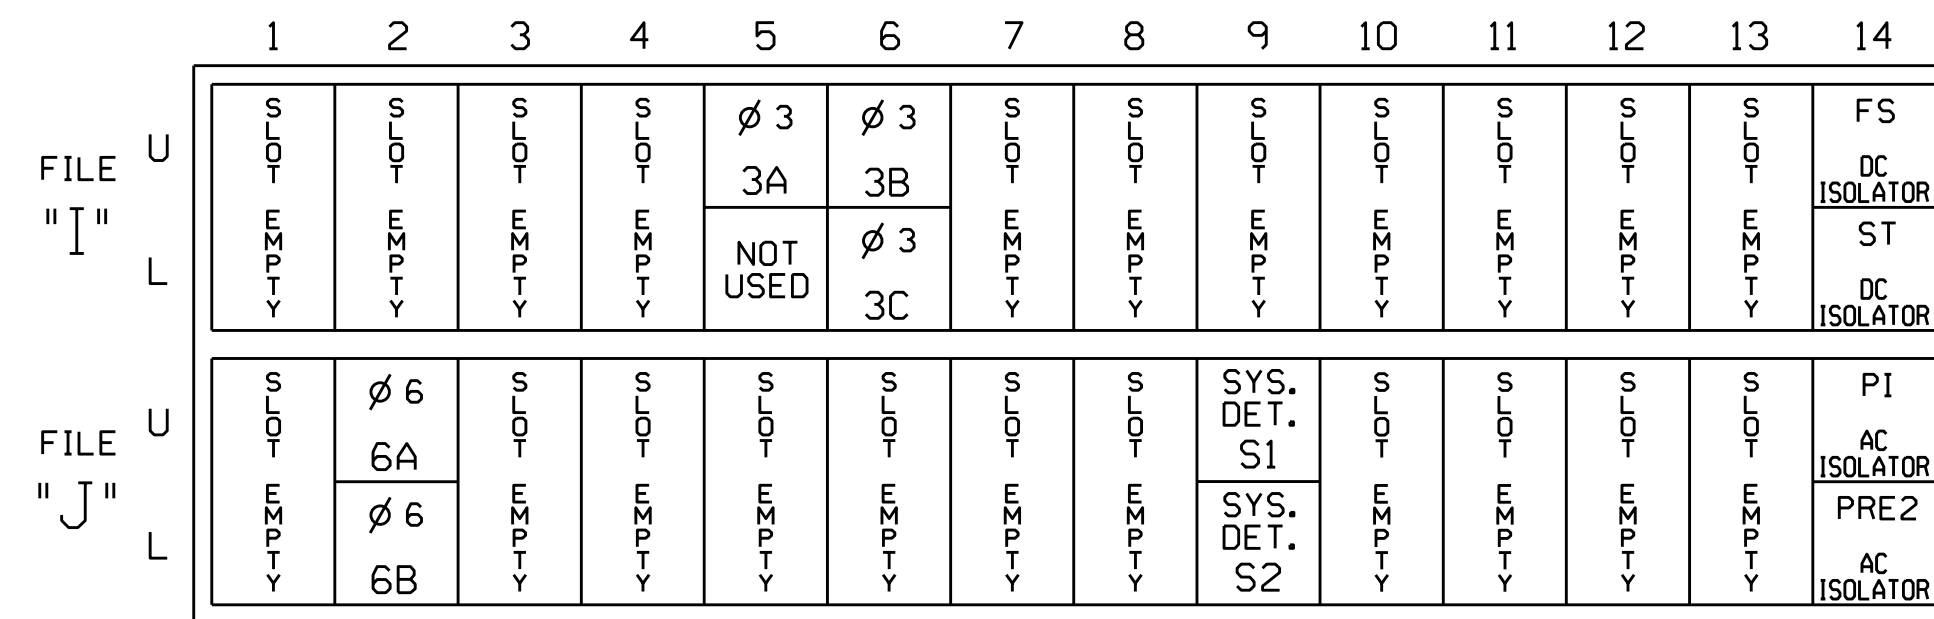 1 2 3 4 5 6 7 8 9 10 11 12 13 14
FILE "I"
U
L
SLOT EMPTY
SLOT EMPTY
SLOT EMPTY
SLOT EMPTY
Ø 3
3A
NOT
USED
Ø 3
3B
Ø 3
3C
SLOT EMPTY
SLOT EMPTY
SLOT EMPTY
SLOT EMPTY
SLOT EMPTY
SLOT EMPTY
SLOT EMPTY
FS
DC
ISOLATOR
ST
DC
ISOLATOR
FILE "J"
U
L
SLOT EMPTY
Ø 6
6A
Ø 6
6B
SLOT EMPTY
SLOT EMPTY
SLOT EMPTY
SLOT EMPTY
SLOT EMPTY
SLOT EMPTY
SYS.
DET.
S1
SYS.
DET.
S2
SLOT EMPTY
SLOT EMPTY
SLOT EMPTY
SLOT EMPTY
PI
AC
ISOLATOR
PRE2
AC
ISOLATOR